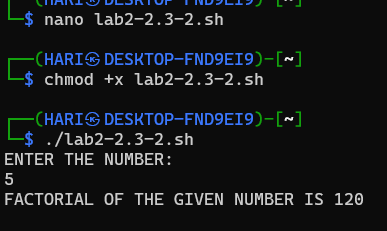 └─$ nano lab2-2.3-2.sh
┌──(HARI㉿DESKTOP-FND9EI9)-[~]
└─$ chmod +x lab2-2.3-2.sh
┌──(HARI㉿DESKTOP-FND9EI9)-[~]
└─$ ./lab2-2.3-2.sh
ENTER THE NUMBER:
5
FACTORIAL OF THE GIVEN NUMBER IS 120